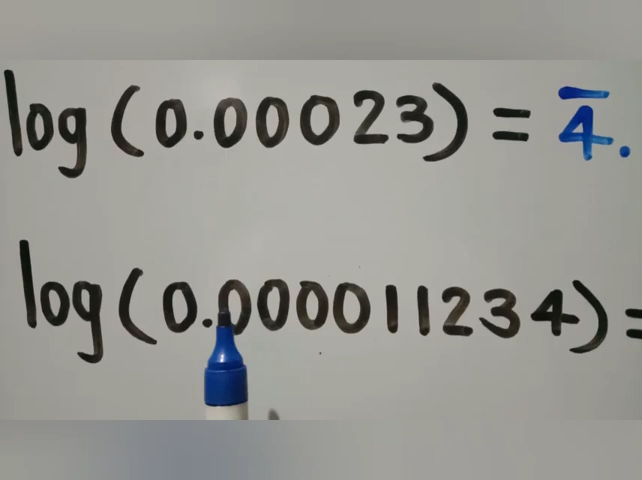 log(0.00023) = 4̅.
log(0.000011234) =